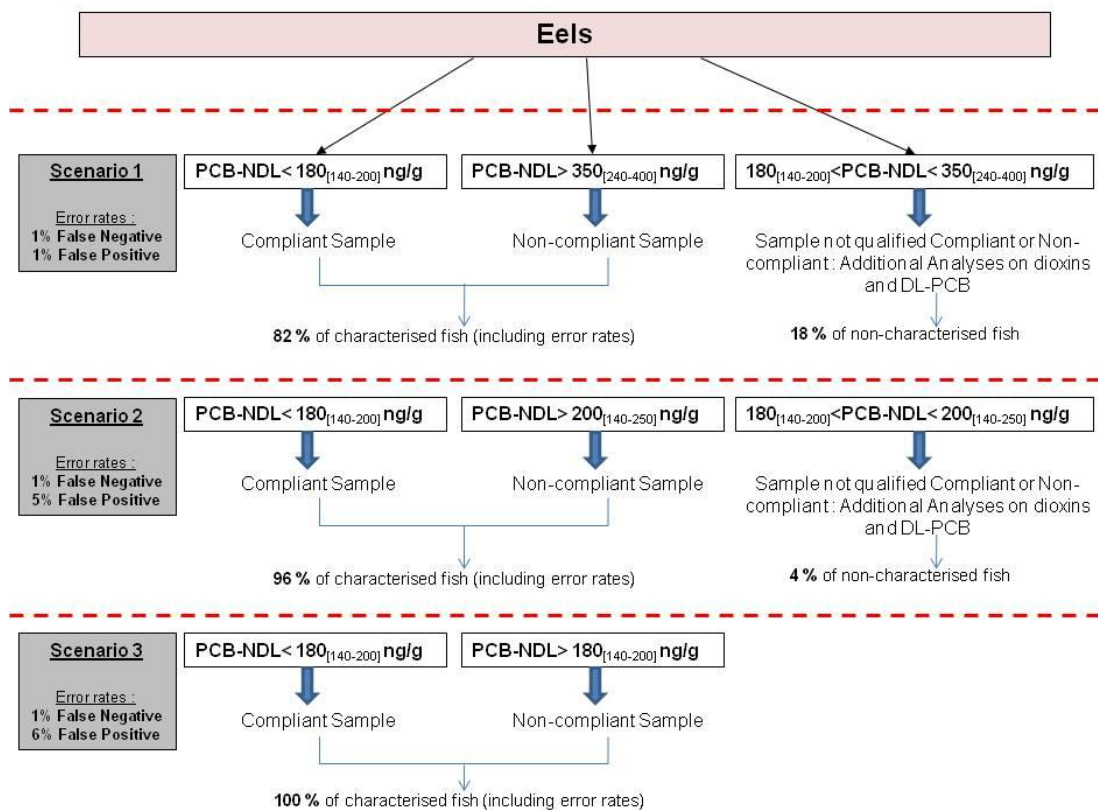 Eels
Scenario 1
Error rates :
1% False Negative
1% False Positive
PCB-NDL< 180[140-200] ng/g
Compliant Sample
PCB-NDL> 350[240-400] ng/g
Non-compliant Sample
82 % of characterised fish (including error rates)
180[140-200]<PCB-NDL< 350[240-400] ng/g
Sample not qualified Compliant or Non-
compliant : Additional Analyses on dioxins
and DL-PCB
18 % of non-characterised fish
Scenario 2
Error rates :
1% False Negative
5% False Positive
PCB-NDL< 180[140-200] ng/g
Compliant Sample
PCB-NDL> 200[140-250] ng/g
Non-compliant Sample
96 % of characterised fish (including error rates)
180[140-200]<PCB-NDL< 200[140-250] ng/g
Sample not qualified Compliant or Non-
compliant : Additional Analyses on dioxins
and DL-PCB
4 % of non-characterised fish
Scenario 3
Error rates :
1% False Negative
6% False Positive
PCB-NDL< 180[140-200] ng/g
Compliant Sample
PCB-NDL> 180[140-200] ng/g
Non-compliant Sample
100 % of characterised fish (including error rates)